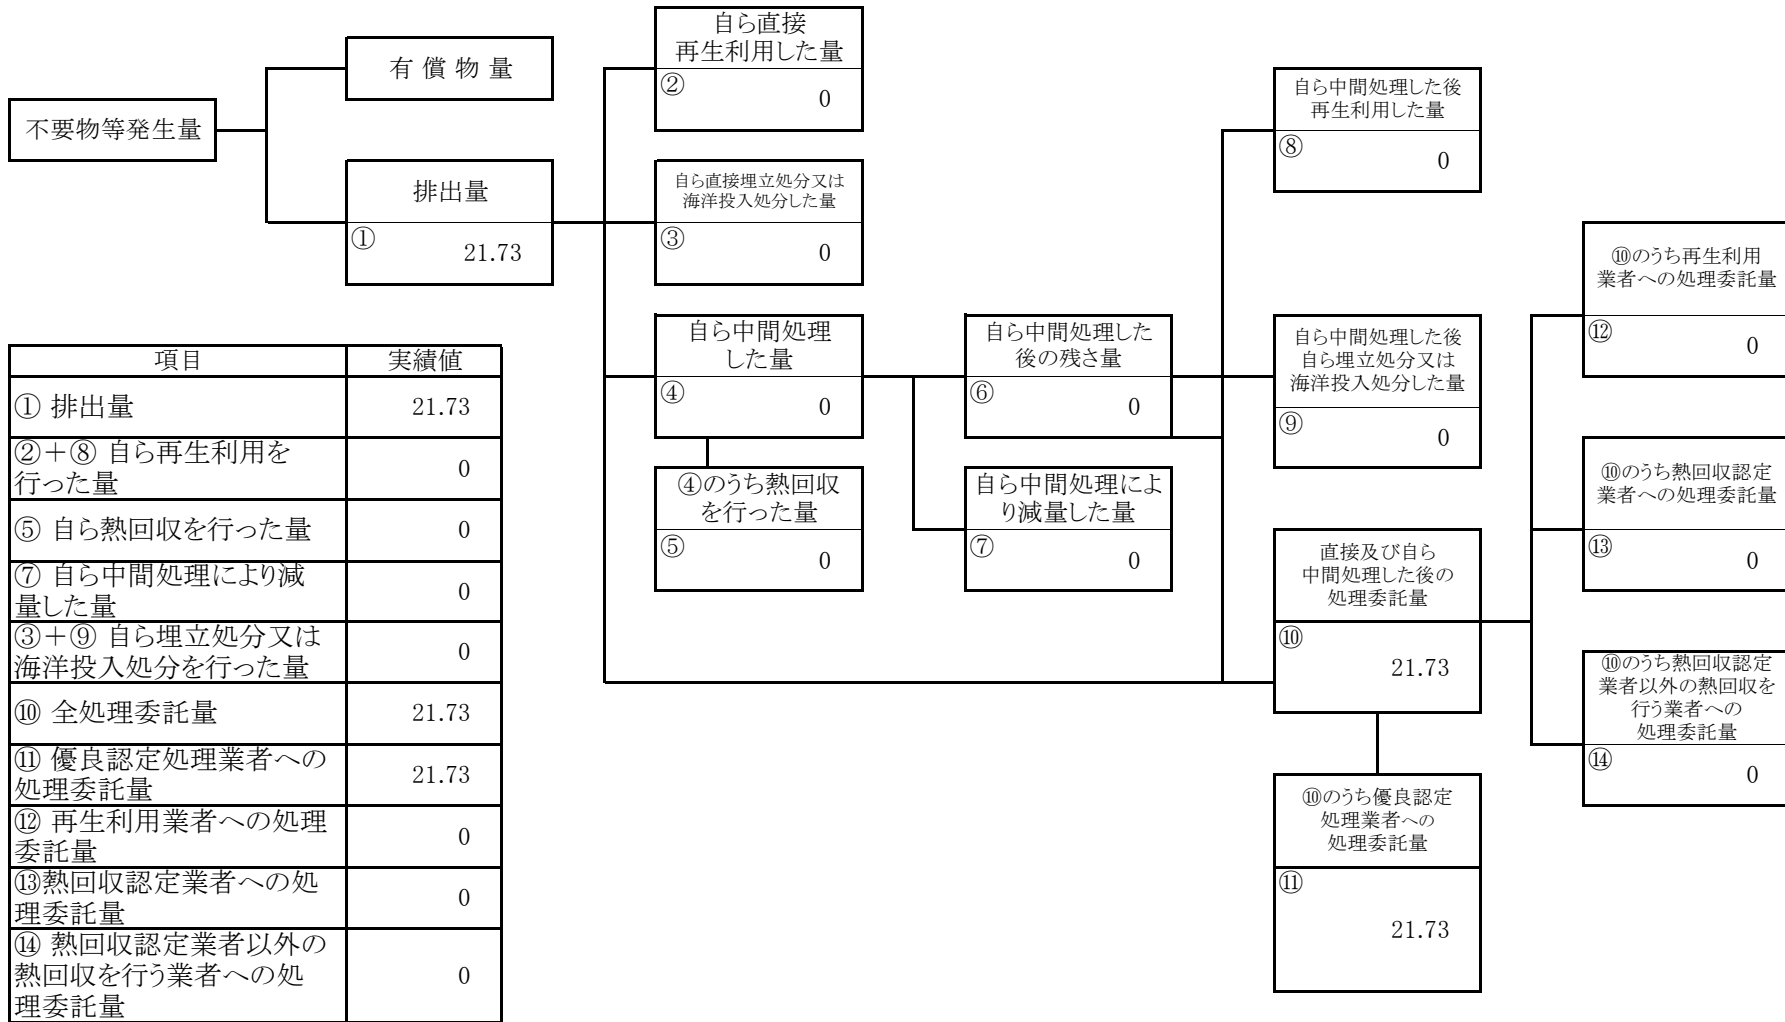 不要物等発生量
有 償 物 量
排出量
①
21.73
自ら直接
再生利用した量
②
0
自ら直接埋立処分又は
海洋投入処分した量
③
0
自ら中間処理
した量
④
0
④のうち熱回収
を行った量
⑤
0
自ら中間処理した
後の残さ量
⑥
0
自ら中間処理によ
り減量した量
⑦
0
自ら中間処理した後
再生利用した量
⑧
0
自ら中間処理した後
自ら埋立処分又は
海洋投入処分した量
⑨
0
直接及び自ら
中間処理した後の
処理委託量
⑩
21.73
⑩のうち優良認定
処理業者への
処理委託量
⑪
21.73
⑩のうち再生利用
業者への処理委託量
⑫
0
⑩のうち熱回収認定
業者への処理委託量
⑬
0
⑩のうち熱回収認定
業者以外の熱回収を
行う業者への
処理委託量
⑭
0
項目 実績値
① 排出量 21.73
②＋⑧ 自ら再生利用を
行った量 0
⑤ 自ら熱回収を行った量 0
⑦ 自ら中間処理により減
量した量 0
③＋⑨ 自ら埋立処分又は
海洋投入処分を行った量 0
⑩ 全処理委託量 21.73
⑪ 優良認定処理業者への
処理委託量 21.73
⑫ 再生利用業者への処理
委託量 0
⑬熱回収認定業者への処
理委託量 0
⑭ 熱回収認定業者以外の
熱回収を行う業者への処
理委託量 0